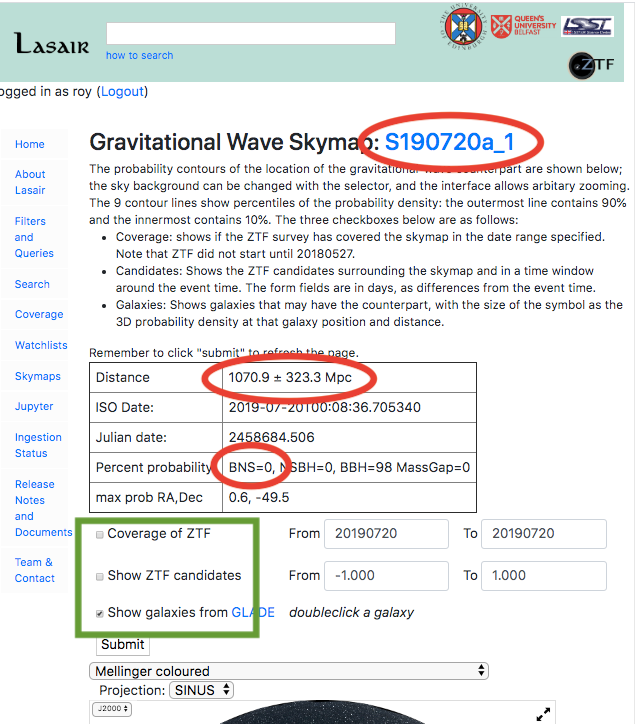 LASAIR
how to search
THE UNIVERSITY
OF EDINBURGH
QUEEN'S
UNIVERSITY
BELFAST
LSST
ZTF
ogged in as roy (Logout)
Home
About
Lasair
Filters
and
Queries
Search
Coverage
Watchlists
Skymaps
Jupyter
Ingestion
Status
Release
Notes
and
Documents
Team &
Contact
Gravitational Wave Skymap: S190720a_1
The probability contours of the location of the gravitational wave counterpart are shown below;
the sky background can be changed with the selector, and the interface allows arbitary zooming.
The 9 contour lines show percentiles of the probability density: the outermost line contains 90%
and the innermost contains 10%. The three checkboxes below are as follows:
• Coverage: shows if the ZTF survey has covered the skymap in the date range specified.
Note that ZTF did not start until 20180527.
• Candidates: Shows the ZTF candidates surrounding the skymap and in a time window
around the event time. The form fields are in days, as differences from the event time.
• Galaxies: Shows galaxies that may have the counterpart, with the size of the symbol as the
3D probability density at that galaxy position and distance.
Remember to click "submit" to refresh the page.
Distance 1070.9 ± 323.3 Mpc
ISO Date: 2019-07-20T00:08:36.705340
Julian date: 2458684.506
Percent probability BNS=0, NSBH=0, BBH=98 MassGap=0
max prob RA,Dec 0.6, -49.5
Coverage of ZTF From 20190720 To 20190720
Show ZTF candidates From -1.000 To 1.000
Show galaxies from GLADE doubleclick a galaxy
Submit
Mellinger coloured
Projection: SINUS
J2000